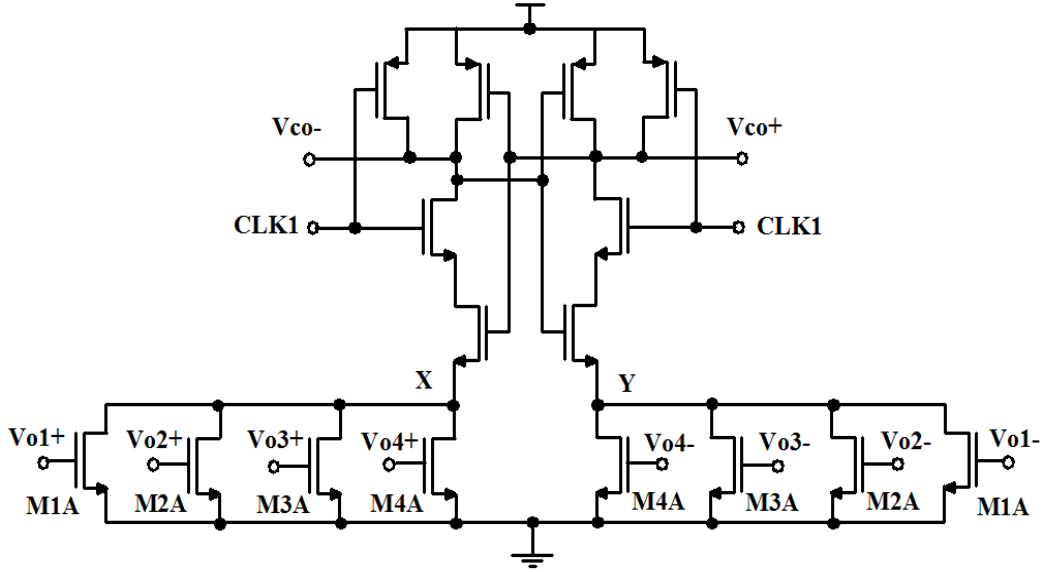 Vco-
Vco+
CLK1
CLK1
X
Y
Vo1+
Vo2+
Vo3+
Vo4+
Vo4-
Vo3-
Vo2-
Vo1-
M1A
M2A
M3A
M4A
M4A
M3A
M2A
M1A